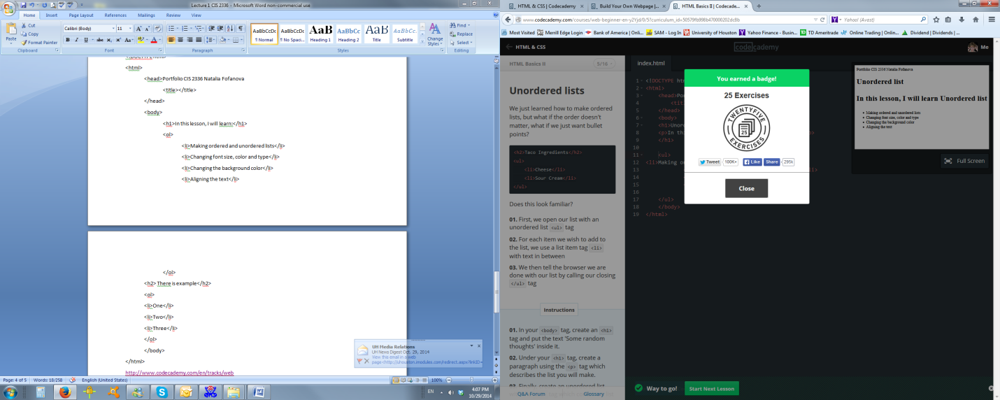 Lecture 1 CIS 2336 - Microsoft Word non-commercial use
Home Insert Page Layout References Mailings Review View
Cut
Copy
Format Painter
Paste
Clipboard
Calibri (Body) 11
Font
Paragraph
AaBbCcDc AaBbCcDc AaB AaBbCc AaB AaBbCc.
¶ Normal ¶ No Spaci... Heading 1 Heading 2 Title Subtitle
Change Styles
Styles
Find
Replace
Select
Editing
<html>
<head>Portfolio CIS 2336 Natalia Fofanova
<title></title>
</head>
<body>
<h1>In this lesson, I will learn:</h1>
<ol>
<li>Making ordered and unordered lists</li>
<li>Changing font size, color and type</li>
<li>Changing the background color</li>
<li>Aligning the text</li>
</ol>
<h2> There is example</h2>
<ol>
<li>One</li>
<li>Two</li>
<li>Three</li>
</ol>
</body>
</html>
http://www.codecademy.com/en/tracks/web
UH Media Relations
UH News Digest Oct. 29, 2014
View this email in a web
page<http://uhouston.imodules.com/redirect.aspx?linkID=
Page: 4 of 5 Words: 18/258 English (United States) 100%
EN 4:07 PM
10/29/2014
HTML & CSS | Codecademy
Build Your Own Webpage |...
HTML Basics II | Codecade...
www.codecademy.com/courses/web-beginner-en-y2Yjd/0/5?curriculum_id=50579fb998b470000202dc8b
Yahoo! (Avast)
Most Visited Merrill Edge Login Bank of America | Onli... SAM - Log In University of Houston Yahoo Finance - Busin... TD Ameritrade Online Trading | Onlin... Dividend | Dividends | ...
HTML & CSS
codecademy
Me
HTML Basics II 5/16
index.html
Unordered lists
We just learned how to make ordered
lists, but what if the order doesn't
matter, what if we just want bullet
points?
<h2>Taco Ingredients</h2>
<ul>
<li>Cheese</li>
<li>Sour Cream</li>
</ul>
Does this look familiar?
01. First, we open our list with an
unordered list <ul> tag
02. For each item we wish to add to
the list, we use a list item tag <li>
with text in between
03. We then tell the browser we are
done with our list by calling our closing
</ul> tag
Instructions
01. In your <body> tag, create an <h1>
tag and put the text 'Some random
thoughts' inside it.
02. Under your <h1> tag, create a
paragraph using the <p> tag which
describes the list you will make.
03. Finally, create an unordered list
Q&A Forum Glossary
1 <!DOCTYPE ht
2 <html>
3 <head>Po
4 <tit
5 </head>
6 <body>
7 <h1>Unor
8 <p>In th
9 </h1>
10
11 <ul>
12 <li>Making o
13
14
15
16
17 </ul>
18 </body>
19 </html>
You earned a badge!
25 Exercises
TWENTYFIVE
25
EXERCISES
Tweet 100K+ Like Share 295k
Close
Portfolio CIS 2336 Natalia Fofanova
Unordered list
In this lesson, I will learn Unordered list
Making ordered and unordered lists
Changing font size, color and type
Changing the background color
Aligning the text
Full Screen
Way to go! Start Next Lesson